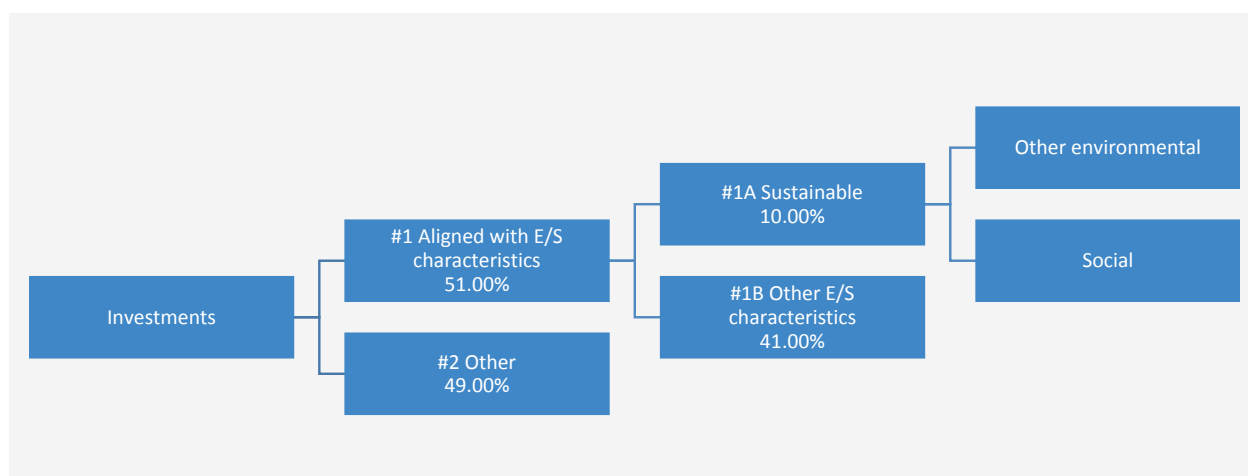 Investments
#1 Aligned with E/S
characteristics
51.00%
#2 Other
49.00%
#1A Sustainable
10.00%
#1B Other E/S
characteristics
41.00%
Other environmental
Social